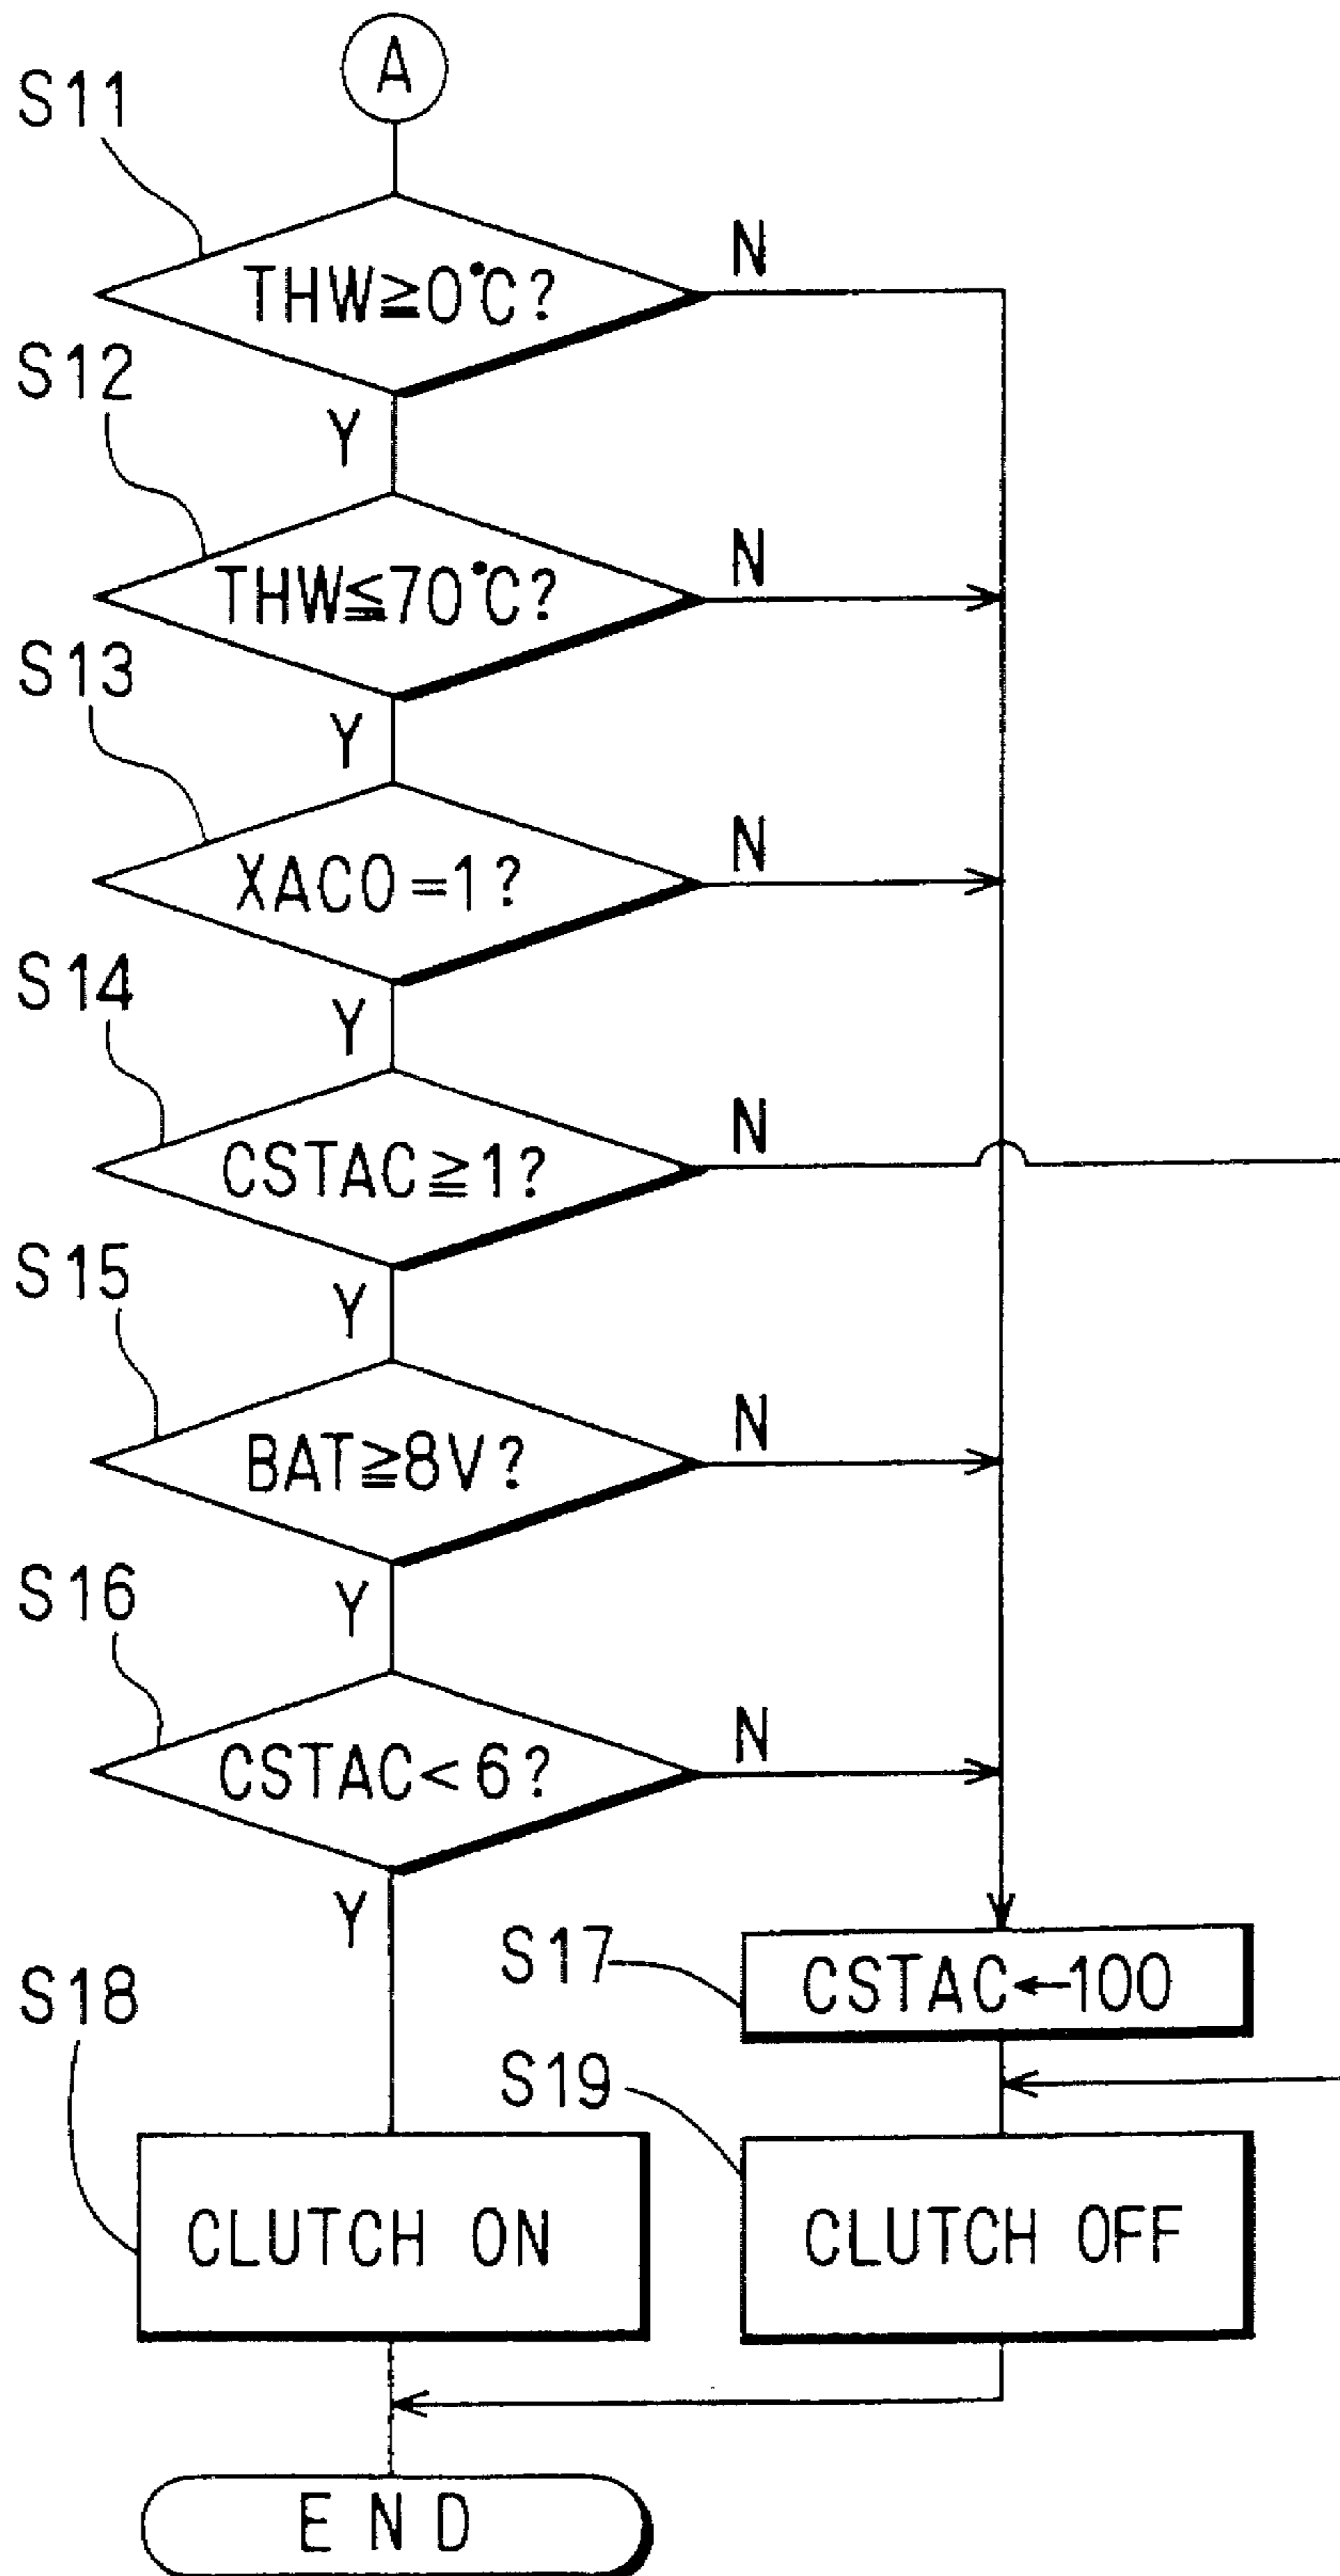 A
S11
THW≧0°C?
N
Y
S12
THW≦70°C?
N
Y
S13
XACO=1?
N
Y
S14
CSTAC≧1?
N
Y
S15
BAT≧8V?
N
Y
S16
CSTAC<6?
N
Y
S17
CSTAC←100
S18
CLUTCH ON
S19
CLUTCH OFF
END